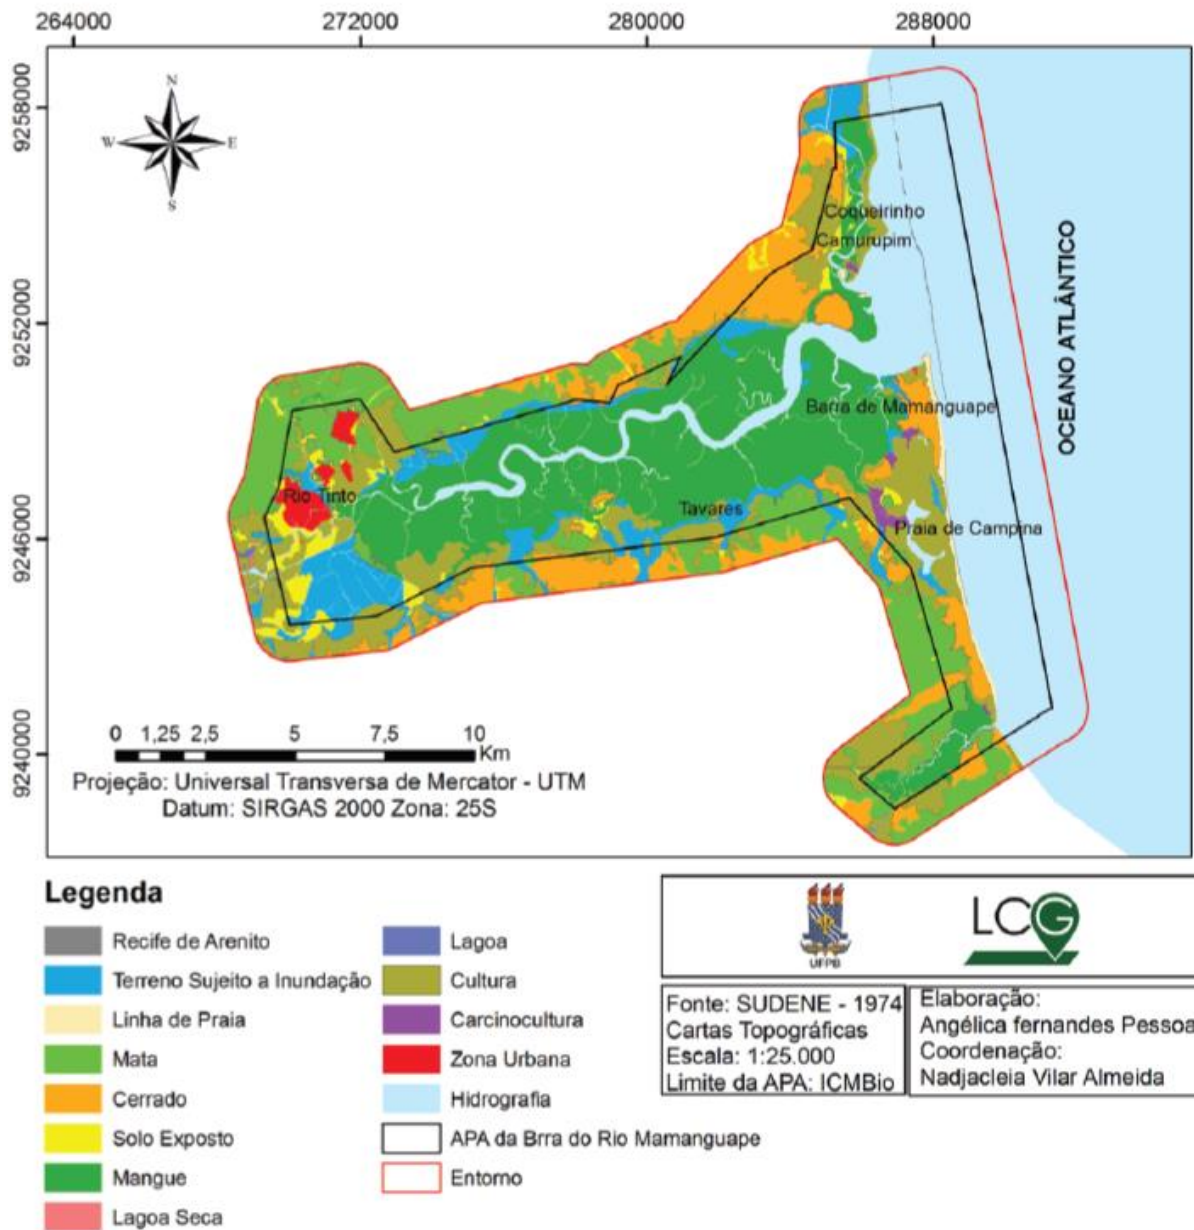 264000 272000 280000 288000
9258000
9252000
9246000
9240000
N
W E
S
Coqueirinho
Camurupim
OCEANO ATLÂNTICO
Barra de Mamanguape
Rio Tinto
Tavares
Praia de Campina
0 1,25 2,5 5 7,5 10
Km
Projeção: Universal Transversa de Mercator - UTM
Datum: SIRGAS 2000 Zona: 25S
Legenda
Recife de Arenito
Terreno Sujeito a Inundação
Linha de Praia
Mata
Cerrado
Solo Exposto
Mangue
Lagoa Seca
Lagoa
Cultura
Carcinocultura
Zona Urbana
Hidrografia
APA da Brra do Rio Mamanguape
Entorno
UFPB
LCG
Fonte: SUDENE - 1974
Cartas Topográficas
Escala: 1:25.000
Limite da APA: ICMBio
Elaboração:
Angélica fernandes Pessoa
Coordenação:
Nadjacleia Vilar Almeida